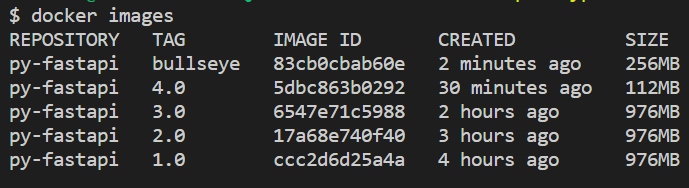 $ docker images
REPOSITORY TAG IMAGE ID CREATED SIZE
py-fastapi bullseye 83cb0cbab60e 2 minutes ago 256MB
py-fastapi 4.0 5dbc863b0292 30 minutes ago 112MB
py-fastapi 3.0 6547e71c5988 2 hours ago 976MB
py-fastapi 2.0 17a68e740f40 3 hours ago 976MB
py-fastapi 1.0 ccc2d6d25a4a 4 hours ago 976MB